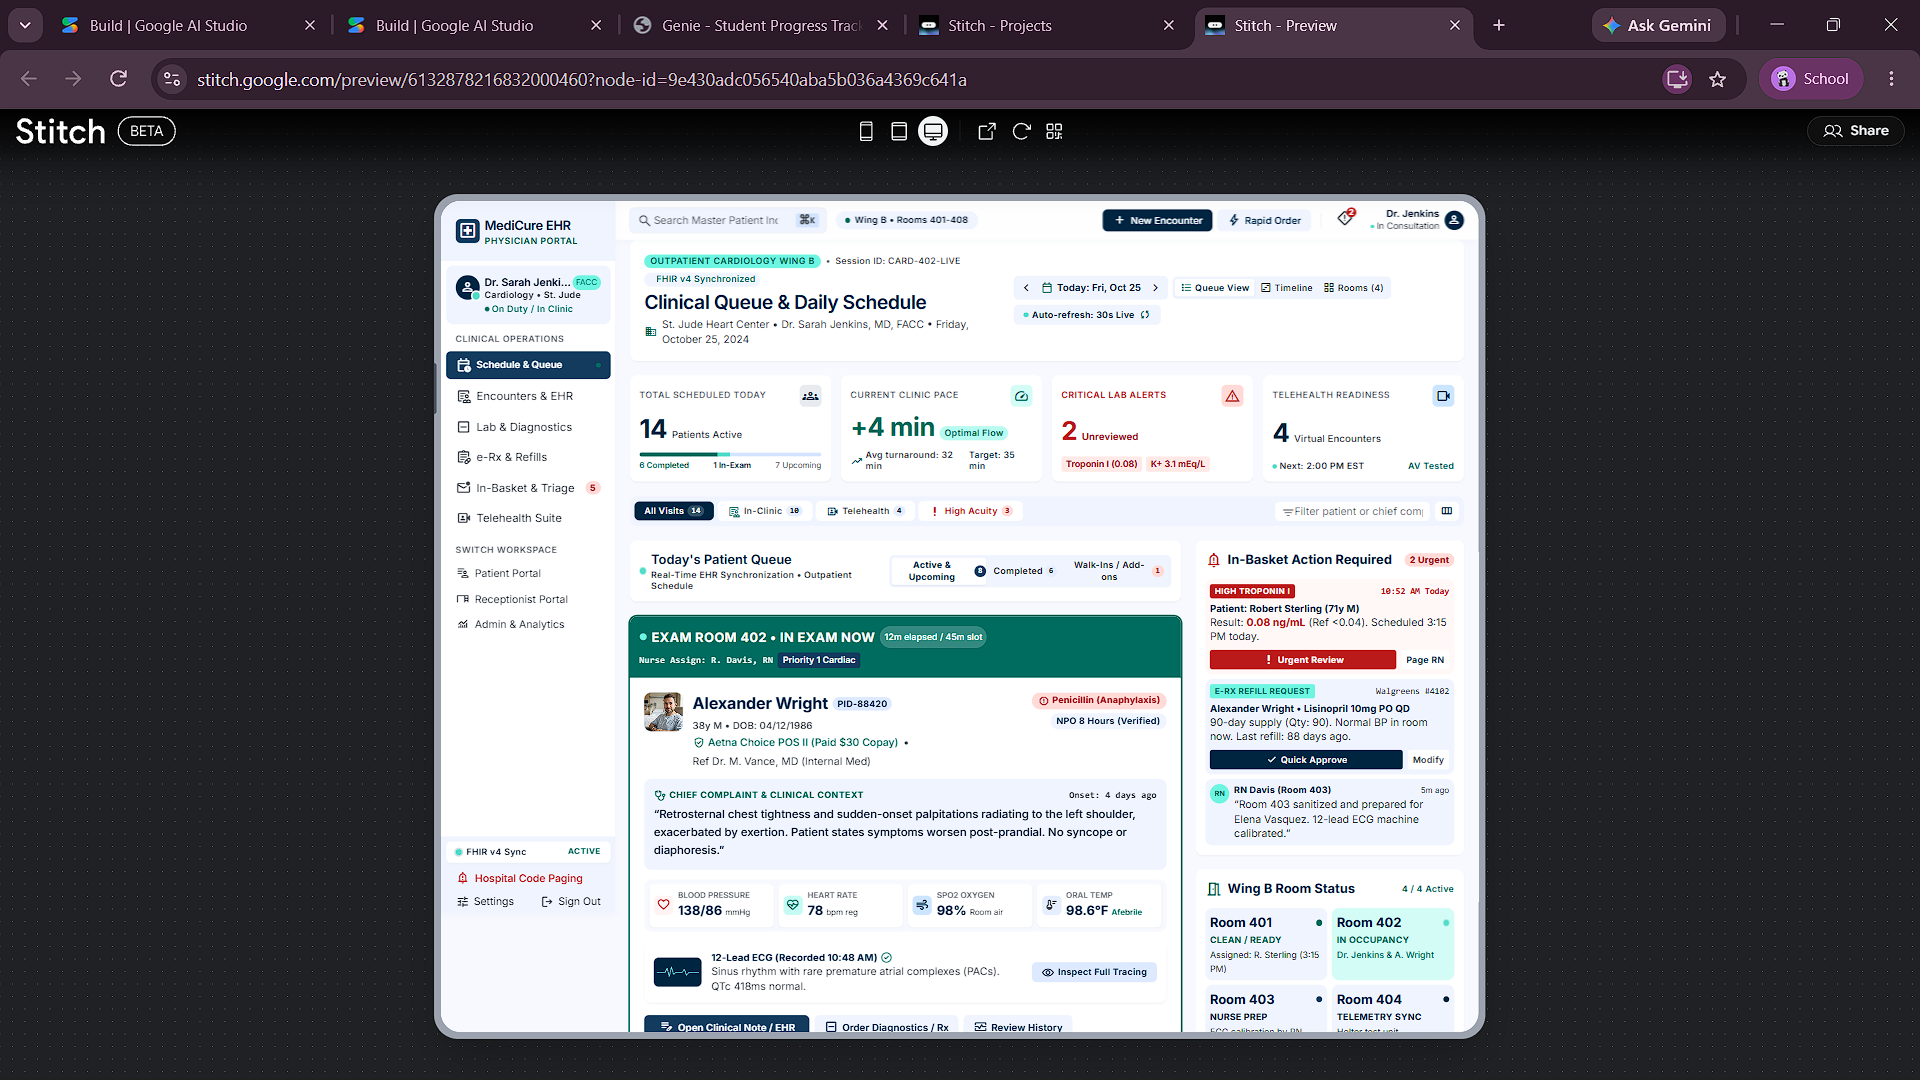 Build | Google AI Studio
Build | Google AI Studio
Genie - Student Progress Track
Stitch - Projects
Stitch - Preview
Ask Gemini
stitch.google.com/preview/6132878216832000460?node-id=9e430adc056540aba5b036a4369c641a
School
Stitch BETA
Share
MediCure EHR
PHYSICIAN PORTAL
Dr. Sarah Jenki... FACC
Cardiology • St. Jude
On Duty / In Clinic
CLINICAL OPERATIONS
Schedule & Queue
Encounters & EHR
Lab & Diagnostics
e-Rx & Refills
In-Basket & Triage 5
Telehealth Suite
SWITCH WORKSPACE
Patient Portal
Receptionist Portal
Admin & Analytics
FHIR v4 Sync ACTIVE
Hospital Code Paging
Settings Sign Out
Search Master Patient Inc ⌘K
Wing B • Rooms 401-408
New Encounter
Rapid Order
2
Dr. Jenkins
In Consultation
OUTPATIENT CARDIOLOGY WING B • Session ID: CARD-402-LIVE
FHIR v4 Synchronized
Clinical Queue & Daily Schedule
St. Jude Heart Center • Dr. Sarah Jenkins, MD, FACC • Friday,
October 25, 2024
Today: Fri, Oct 25
Queue View Timeline Rooms (4)
Auto-refresh: 30s Live
TOTAL SCHEDULED TODAY
14 Patients Active
6 Completed 1 In-Exam 7 Upcoming
CURRENT CLINIC PACE
+4 min Optimal Flow
Avg turnaround: 32 min
Target: 35 min
CRITICAL LAB ALERTS
2 Unreviewed
Troponin I (0.08) K+ 3.1 mEq/L
TELEHEALTH READINESS
4 Virtual Encounters
Next: 2:00 PM EST AV Tested
All Visits 14
In-Clinic 10
Telehealth 4
High Acuity 3
Filter patient or chief com
Today's Patient Queue
Real-Time EHR Synchronization • Outpatient
Schedule
Active &
Upcoming 8
Completed 6
Walk-Ins / Add-
ons 1
EXAM ROOM 402 • IN EXAM NOW 12m elapsed / 45m slot
Nurse Assign: R. Davis, RN Priority 1 Cardiac
Alexander Wright PID-88420
38y M • DOB: 04/12/1986
Aetna Choice POS II (Paid $30 Copay) •
Ref Dr. M. Vance, MD (Internal Med)
Penicillin (Anaphylaxis)
NPO 8 Hours (Verified)
CHIEF COMPLAINT & CLINICAL CONTEXT Onset: 4 days ago
“Retrosternal chest tightness and sudden-onset palpitations radiating to the left shoulder,
exacerbated by exertion. Patient states symptoms worsen post-prandial. No syncope or
diaphoresis.”
BLOOD PRESSURE
138/86 mmHg
HEART RATE
78 bpm reg
SPO2 OXYGEN
98% Room air
ORAL TEMP
98.6°F Afebrile
12-Lead ECG (Recorded 10:48 AM)
Sinus rhythm with rare premature atrial complexes (PACs).
QTc 418ms normal.
Inspect Full Tracing
Open Clinical Note / EHR
Order Diagnostics / Rx
Review History
In-Basket Action Required 2 Urgent
HIGH TROPONIN I 10:52 AM Today
Patient: Robert Sterling (71y M)
Result: 0.08 ng/mL (Ref <0.04). Scheduled 3:15
PM today.
Urgent Review Page RN
E-RX REFILL REQUEST Walgreens #4102
Alexander Wright • Lisinopril 10mg PO QD
90-day supply (Qty: 90). Normal BP in room
now. Last refill: 88 days ago.
Quick Approve Modify
RN RN Davis (Room 403) 5m ago
“Room 403 sanitized and prepared for
Elena Vasquez. 12-lead ECG machine
calibrated.”
Wing B Room Status 4 / 4 Active
Room 401
CLEAN / READY
Assigned: R. Sterling (3:15
PM)
Room 402
IN OCCUPANCY
Dr. Jenkins & A. Wright
Room 403
NURSE PREP
ECG calibration by RN
Room 404
TELEMETRY SYNC
Holter test unit